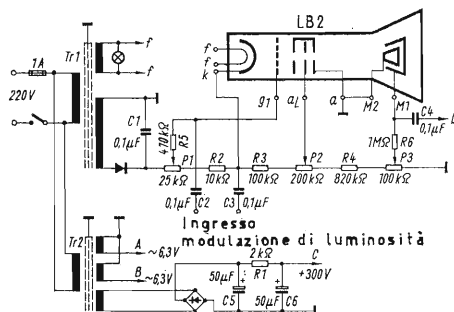 LB2
Tr1
1A
220V
f
f
f
f
k
g1
aL
a
M2
M1
C4
0,1µF
L
C1
0,1µF
R5
470kΩ
1MΩ
R6
P1
R2
R3
P2
R4
P3
25kΩ
10kΩ
100kΩ
200kΩ
820kΩ
100kΩ
C2
C3
0,1µF
0,1µF
Ingresso
modulazione di luminosità
Tr2
A
~6,3V
B
~6,3V
2kΩ
R1
C
+300V
50µF
+
+
C5
50µF
C6